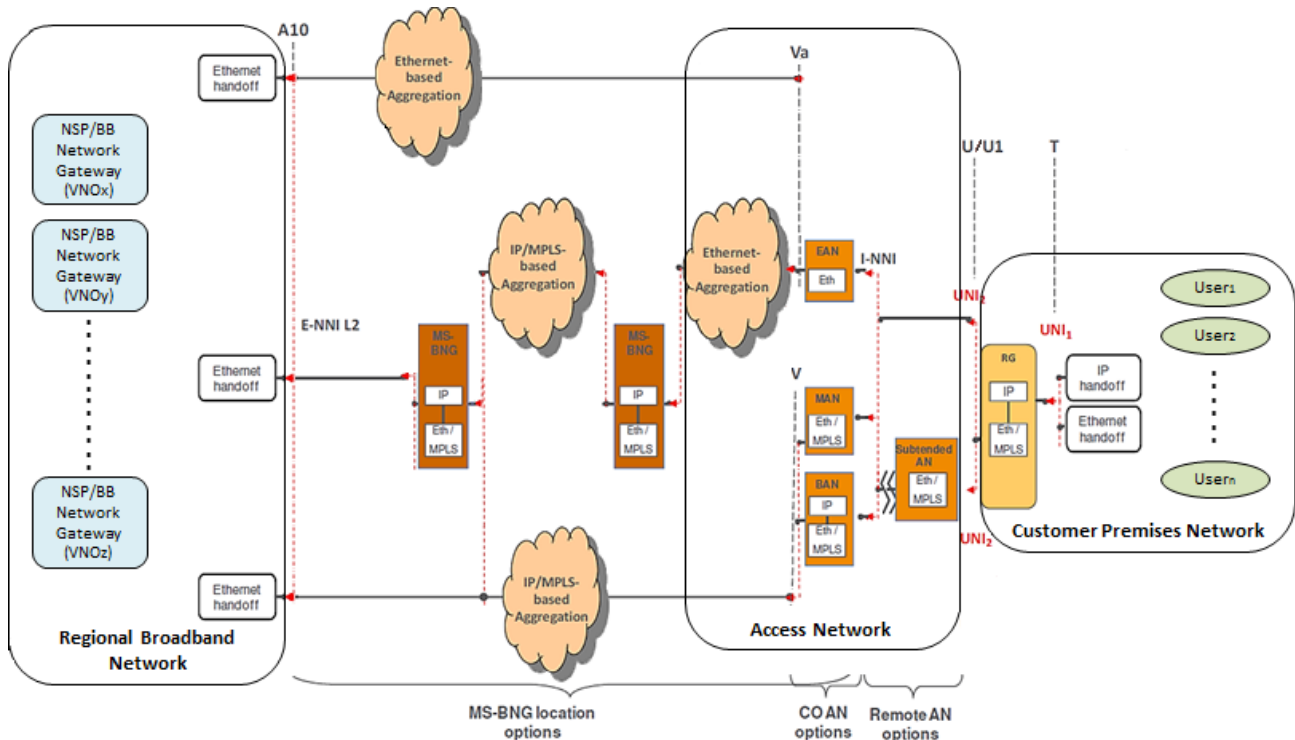 A10
Ethernet
handoff
Ethernet-
based
Aggregation
Va
NSP/BB
Network
Gateway
(VNOx)
U/U1
T
NSP/BB
Network
Gateway
(VNOy)
IP/MPLS-
based
Aggregation
Ethernet-based
Aggregation
EAN
Eth
I-NNI
UNI2
User1
User2
UNI1
E-NNI L2
MS-
BNG
IP
Eth /
MPLS
MS-
BNG
IP
Eth /
MPLS
Ethernet
handoff
V
MAN
Eth /
MPLS
RG
IP
Eth /
MPLS
IP
handoff
Ethernet
handoff
Subtended
AN
Eth /
MPLS
BAN
IP
Eth /
MPLS
Usern
NSP/BB
Network
Gateway
(VNOz)
UNI2
Customer Premises Network
Ethernet
handoff
IP/MPLS-
based
Aggregation
Regional Broadband
Network
Access Network
MS-BNG location
options
CO AN
options
Remote AN
options